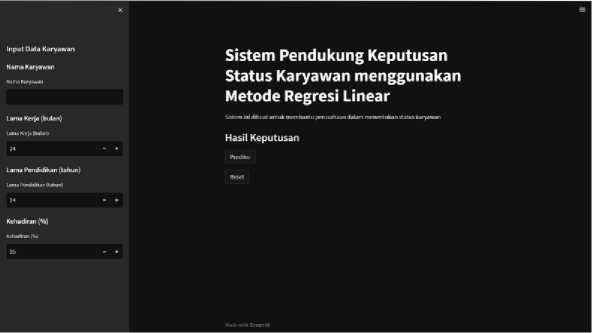 Input Data Karyawan
Nama Karyawan
Nama Karyawan
Lama Kerja (bulan)
Lama Kerja (bulan)
24
- +
Lama Pendidikan (tahun)
Lama Pendidikan (tahun)
14
- +
Kehadiran (%)
Kehadiran (%)
95
- +
Sistem Pendukung Keputusan
Status Karyawan menggunakan
Metode Regresi Linear
Sistem ini dibuat untuk membantu perusahaan dalam menentukan status karyawan
Hasil Keputusan
Prediksi
Reset
Made with Streamlit